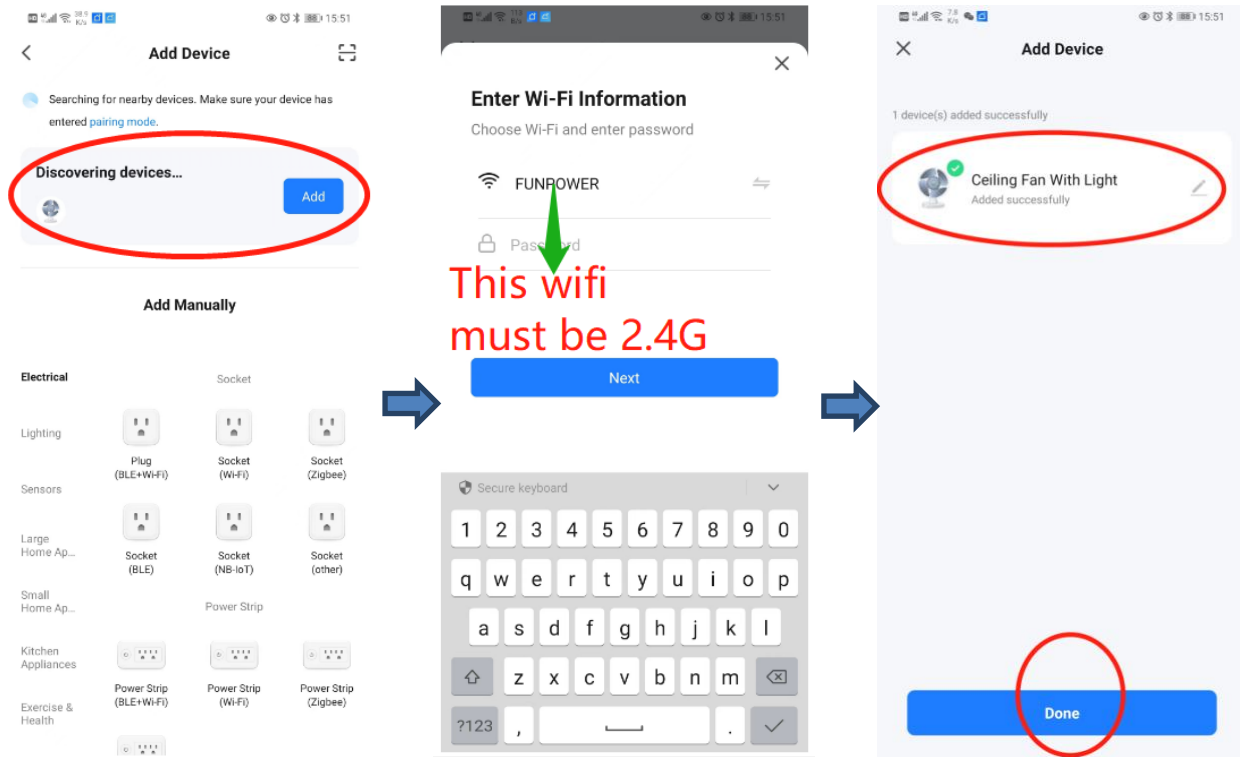 38.5
K/s
15:51
Add Device
Searching for nearby devices. Make sure your device has
entered pairing mode.
Discovering devices...
Add
Add Manually
Electrical
Socket
Lighting
Plug
(BLE+Wi-Fi)
Socket
(Wi-Fi)
Socket
(Zigbee)
Sensors
Large
Home Ap...
Socket
(BLE)
Socket
(NB-IoT)
Socket
(other)
Small
Home Ap...
Power Strip
Kitchen
Appliances
Power Strip
(BLE+Wi-Fi)
Power Strip
(Wi-Fi)
Power Strip
(Zigbee)
Exercise &
Health
K/s
15:51
Enter Wi-Fi Information
Choose Wi-Fi and enter password
FUNPOWER
Password
This wifi
must be 2.4G
Next
Secure keyboard
1 2 3 4 5 6 7 8 9 0
q w e r t y u i o p
a s d f g h j k l
z x c v b n m
?123 , .
7.8
K/s
15:51
Add Device
1 device(s) added successfully
Ceiling Fan With Light
Added successfully
Done